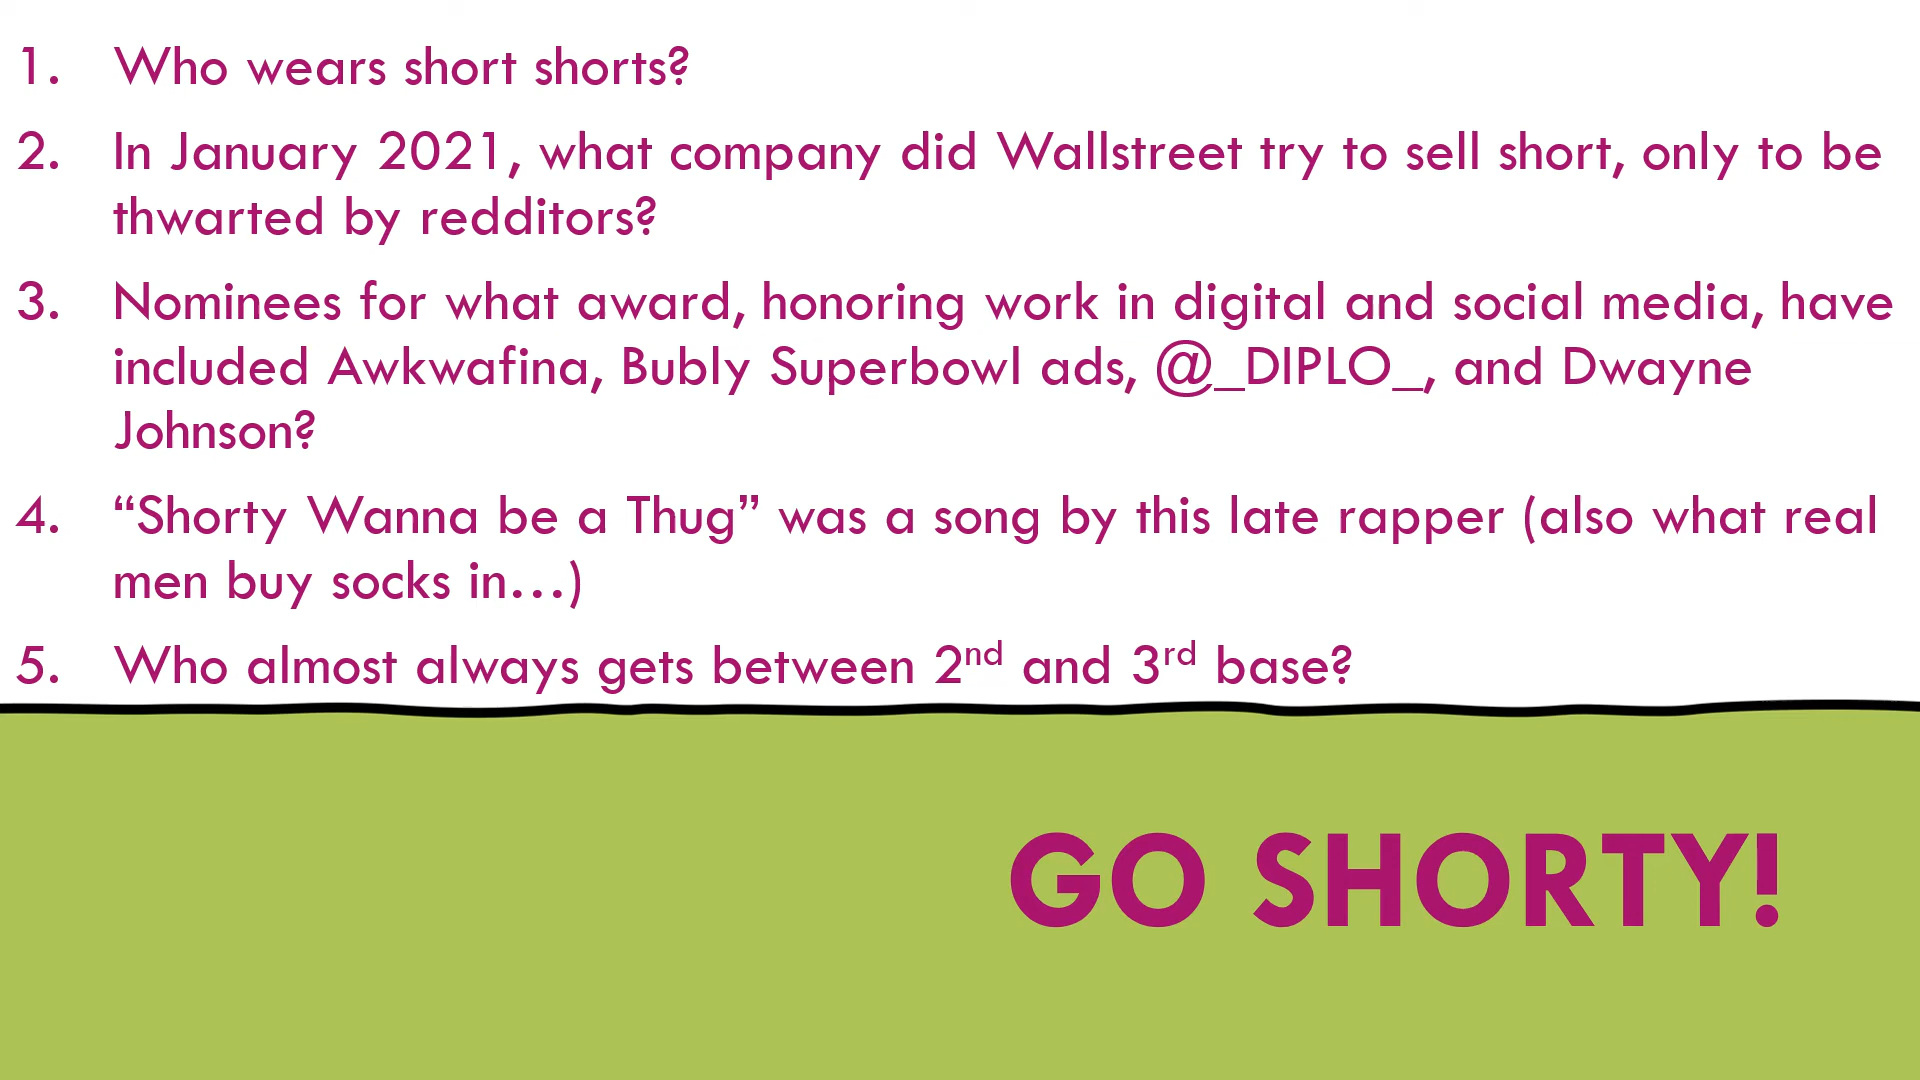 1. Who wears short shorts?
2. In January 2021, what company did Wallstreet try to sell short, only to be
thwarted by redditors?
3. Nominees for what award, honoring work in digital and social media, have
included Awkwafina, Bubly Superbowl ads, @_DIPLO_, and Dwayne
Johnson?
4. “Shorty Wanna be a Thug” was a song by this late rapper (also what real
men buy socks in…)
5. Who almost always gets between 2nd and 3rd base?
GO SHORTY!